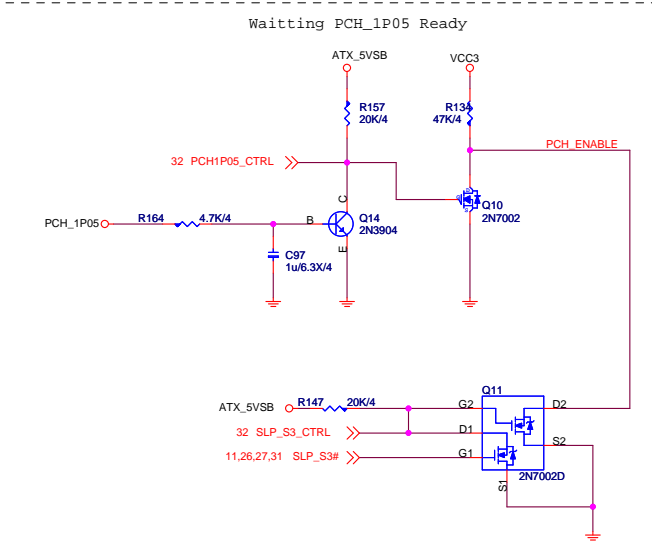 Waitting PCH_1P05 Ready
ATX_5VSB
VCC3
R157
20K/4
R134
47K/4
PCH_ENABLE
32 PCH1P05_CTRL
C
Q10
2N7002
PCH_1P05
R164
4.7K/4
B
Q14
2N3904
E
C97
1u/6.3X/4
Q11
ATX_5VSB
R147
20K/4
G2
D2
32 SLP_S3_CTRL
D1
S2
11,26,27,31 SLP_S3#
G1
2N7002D
S1